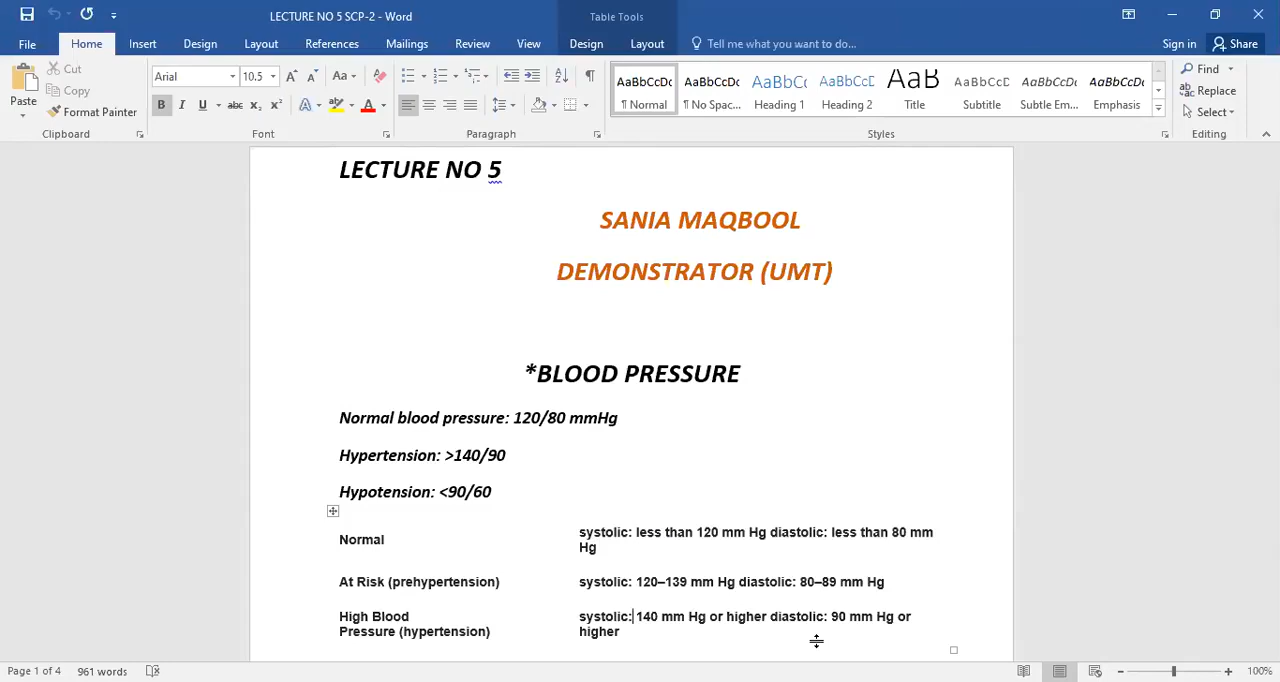 LECTURE NO 5 SCP-2 - Word
Table Tools
File Home Insert Design Layout References Mailings Review View Design Layout Tell me what you want to do... Sign in Share
Paste
Cut
Copy
Format Painter
Clipboard
Arial 10.5
Font
Paragraph
AaBbCcDc AaBbCcDc AaBbCc AaBbCcD AaB AaBbCcD AaBbCcDc AaBbCcDc
¶ Normal ¶ No Spac... Heading 1 Heading 2 Title Subtitle Subtle Em... Emphasis
Styles
Find
Replace
Select
Editing
LECTURE NO 5
SANIA MAQBOOL
DEMONSTRATOR (UMT)
*BLOOD PRESSURE
Normal blood pressure: 120/80 mmHg
Hypertension: >140/90
Hypotension: <90/60
Normal
systolic: less than 120 mm Hg diastolic: less than 80 mm
Hg
At Risk (prehypertension)
systolic: 120–139 mm Hg diastolic: 80–89 mm Hg
High Blood
Pressure (hypertension)
systolic: 140 mm Hg or higher diastolic: 90 mm Hg or
higher
Page 1 of 4 961 words 100%